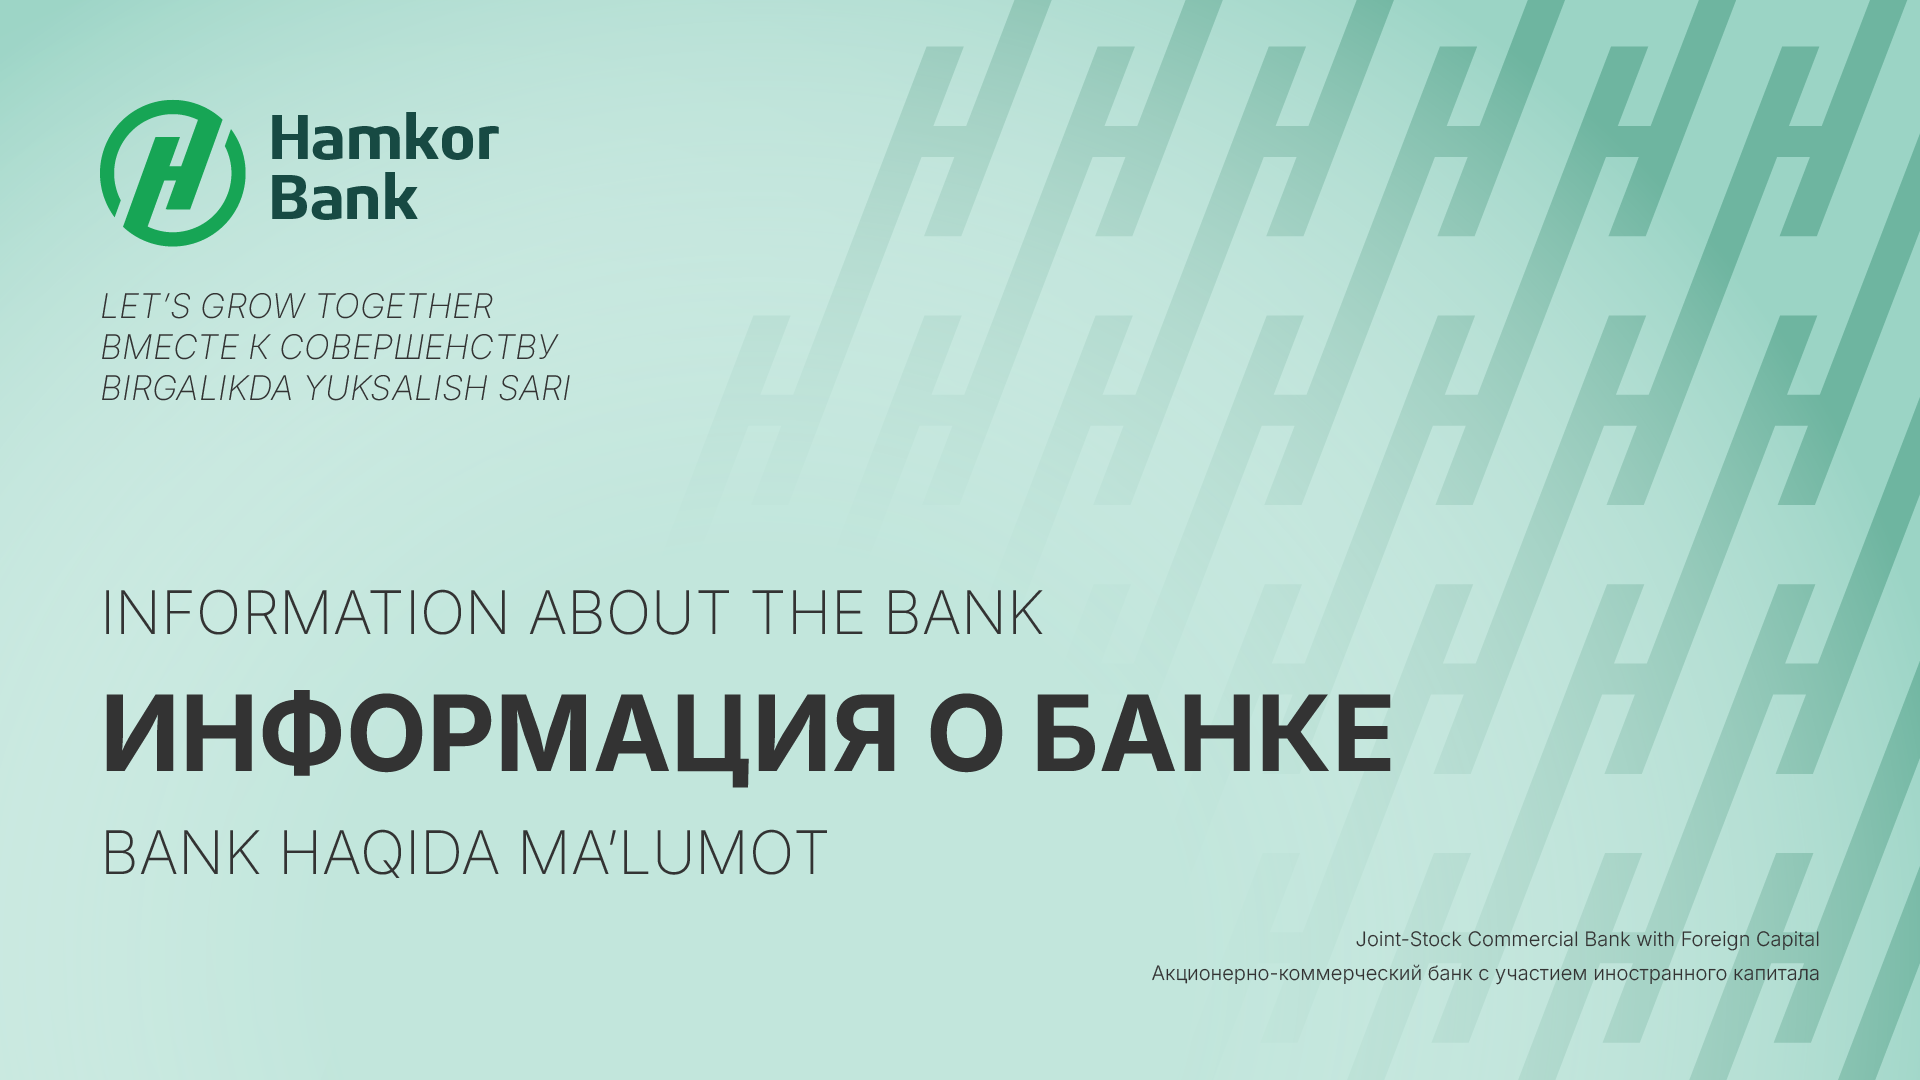 Hamkor
Bank
LET’S GROW TOGETHER
ВМЕСТЕ К СОВЕРШЕНСТВУ
BIRGALIKDA YUKSALISH SARI
INFORMATION ABOUT THE BANK
ИНФОРМАЦИЯ О БАНКЕ
BANK HAQIDA MA’LUMOT
Joint-Stock Commercial Bank with Foreign Capital
Акционерно-коммерческий банк с участием иностранного капитала